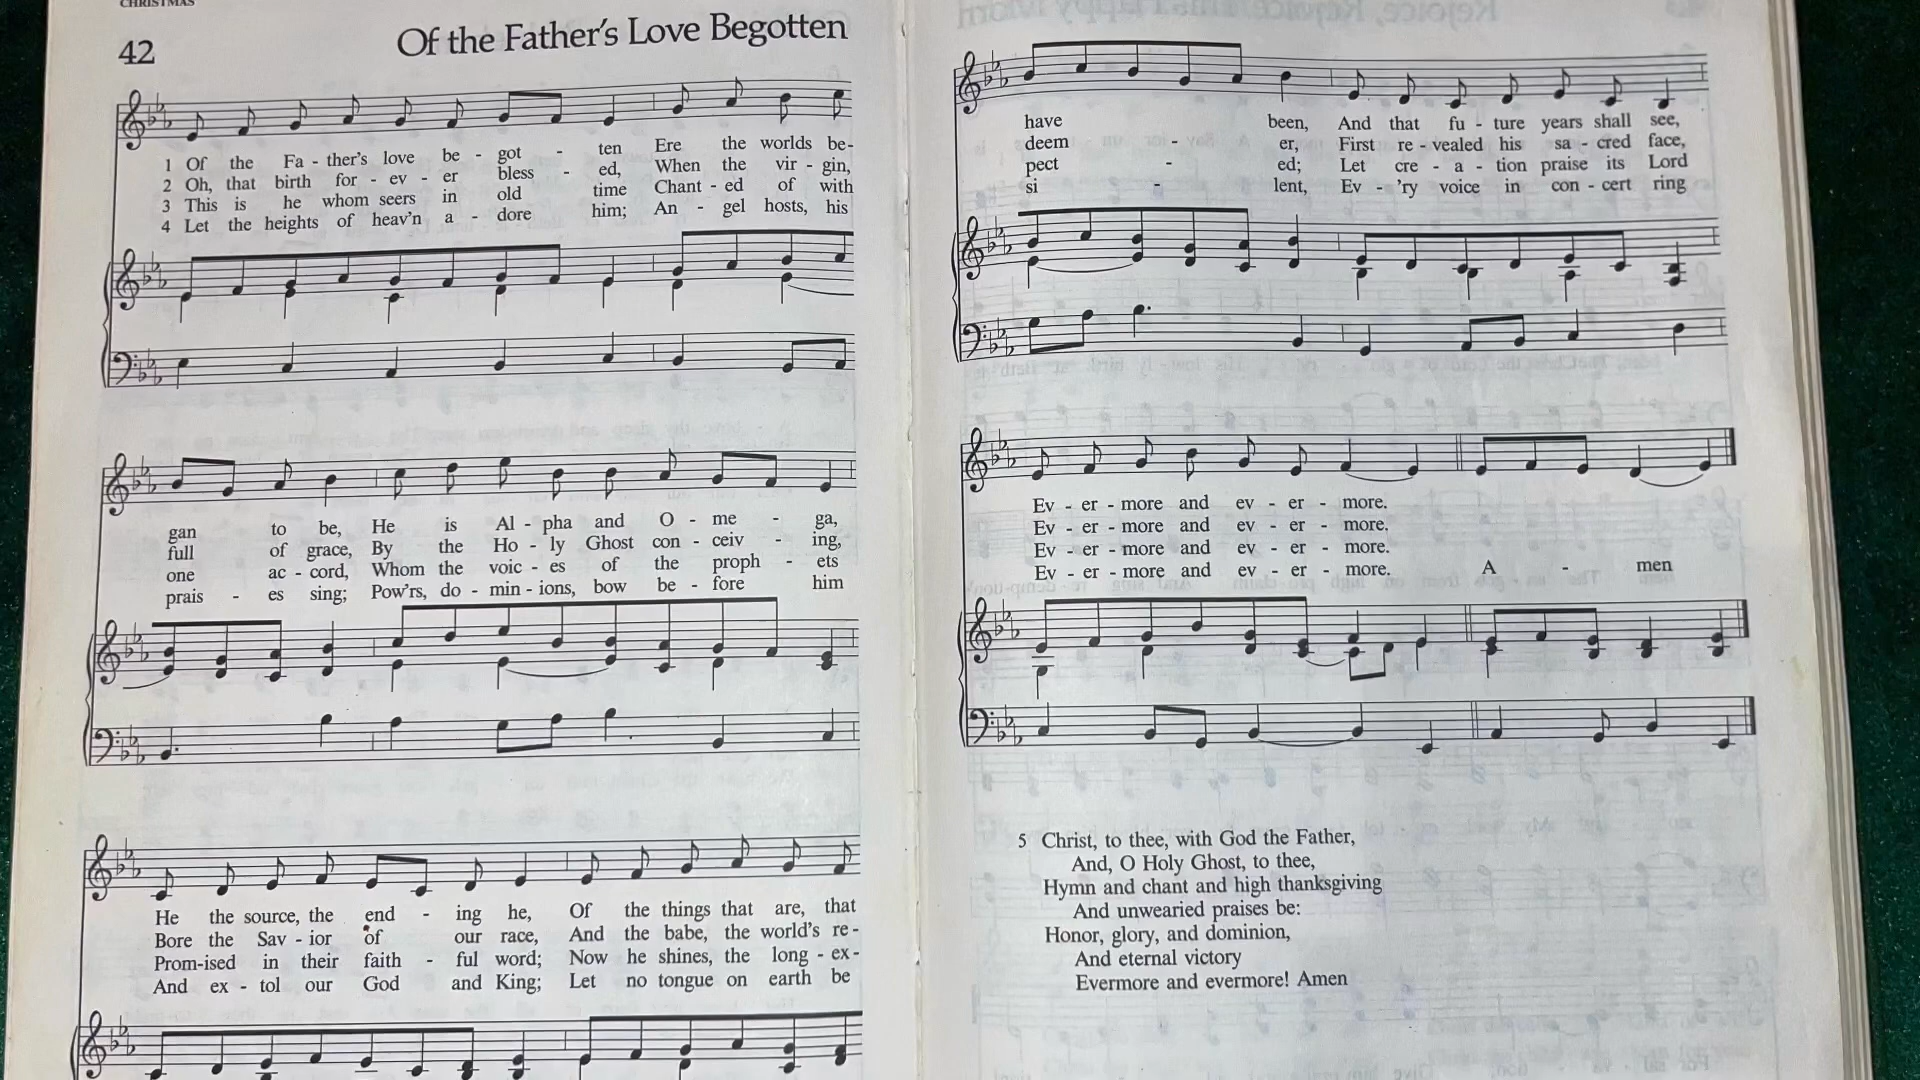 CHRISTMAS
42
Of the Father's Love Begotten
1 Of the Fa - ther's love be - got - ten Ere the worlds be-
2 Oh, that birth for - ev - er bless - ed, When the vir - gin,
3 This is he whom seers in old time Chant - ed of with
4 Let the heights of heav'n a - dore him; An - gel hosts, his
gan to be, He is Al - pha and O - me - ga,
full of grace, By the Ho - ly Ghost con - ceiv - ing,
one ac - cord, Whom the voic - es of the proph - ets
prais - es sing; Pow'rs, do - min - ions, bow be - fore him
He the source, the end - ing he, Of the things that are, that
Bore the Sav - ior of our race, And the babe, the world's re -
Prom-ised in their faith - ful word; Now he shines, the long - ex-
And ex - tol our God and King; Let no tongue on earth be
have been, And that fu - ture years shall see,
deem - er, First re - vealed his sa - cred face,
pect - ed; Let cre - a - tion praise its Lord
si - lent, Ev - 'ry voice in con - cert ring
Ev - er - more and ev - er - more.
Ev - er - more and ev - er - more.
Ev - er - more and ev - er - more.
Ev - er - more and ev - er - more. A - men
5 Christ, to thee, with God the Father,
And, O Holy Ghost, to thee,
Hymn and chant and high thanksgiving
And unwearied praises be:
Honor, glory, and dominion,
And eternal victory
Evermore and evermore! Amen